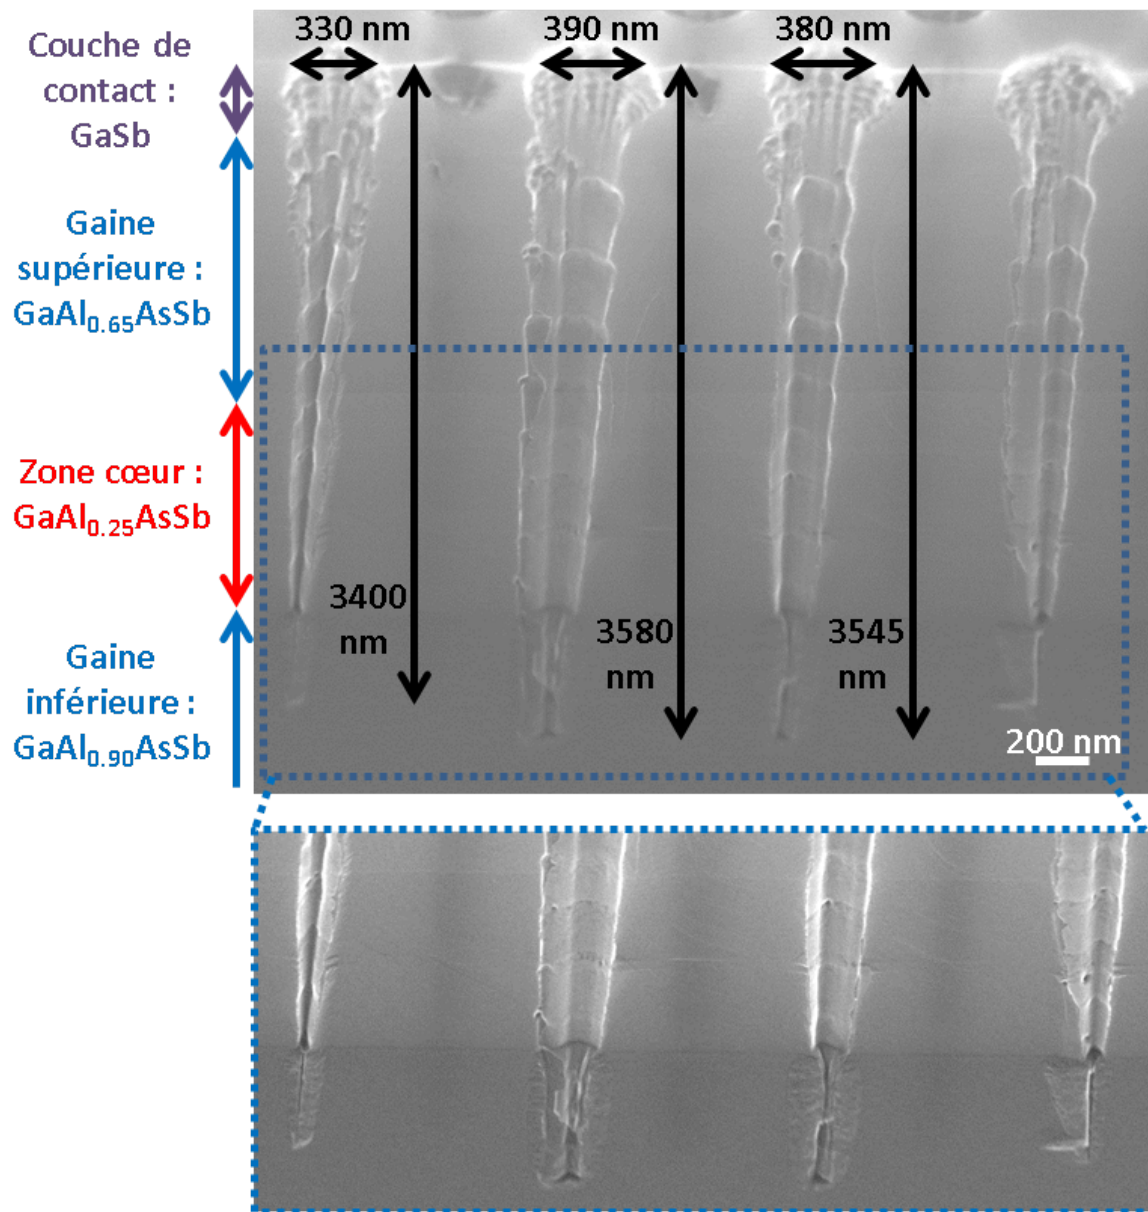 330 nm
390 nm
380 nm
Couche de
contact :
GaSb
Gaine
supérieure :
GaAl0.65AsSb
Zone cœur :
GaAl0.25AsSb
3400
nm
3580
nm
3545
nm
Gaine
inférieure :
GaAl0.90AsSb
200 nm